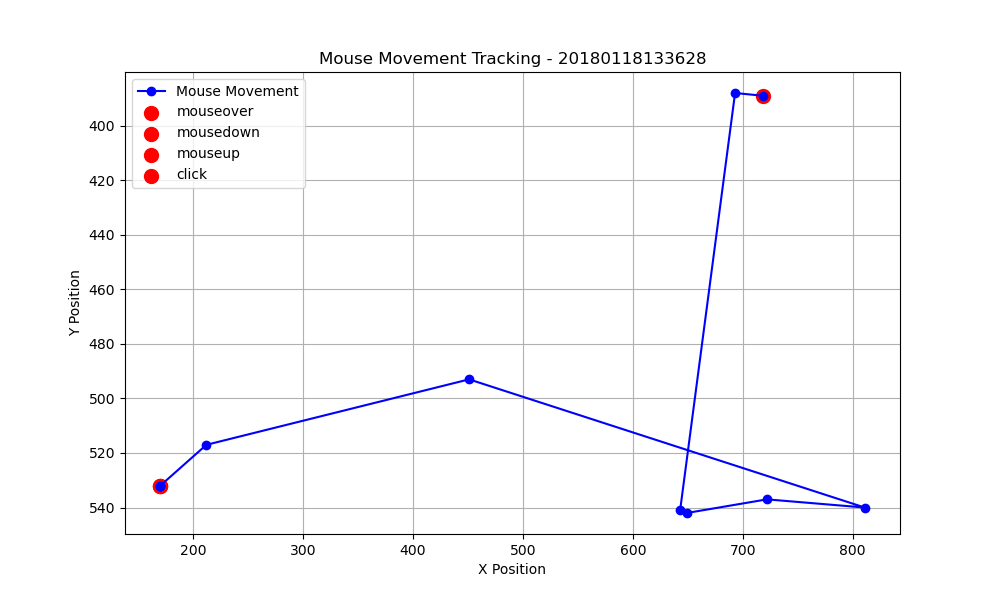 Mouse Movement Tracking - 20180118133628
Mouse Movement
mouseover
mousedown
mouseup
click
400
420
440
460
480
500
520
540
Y Position
200 300 400 500 600 700 800
X Position